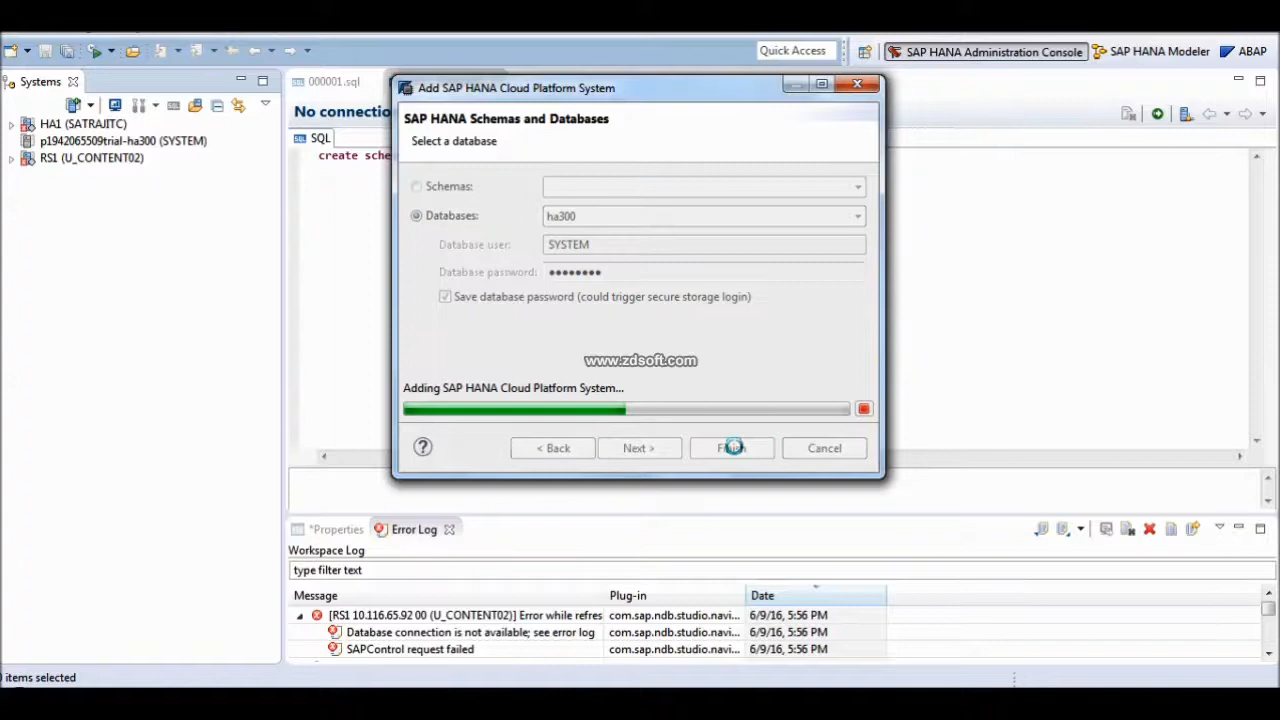 Quick Access
SAP HANA Administration Console
SAP HANA Modeler
ABAP
Systems
HA1 (SATRAJITC)
p1942065509trial-ha300 (SYSTEM)
RS1 (U_CONTENT02)
000001.sql
No connectio
SQL
create sche
Add SAP HANA Cloud Platform System
SAP HANA Schemas and Databases
Select a database
Schemas:
Databases: ha300
Database user: SYSTEM
Database password: ••••••••
Save database password (could trigger secure storage login)
www.zdsoft.com
Adding SAP HANA Cloud Platform System...
? < Back Next > Finish Cancel
*Properties Error Log
Workspace Log
type filter text
Message Plug-in Date
[RS1 10.116.65.92 00 (U_CONTENT02)] Error while refres com.sap.ndb.studio.navi... 6/9/16, 5:56 PM
Database connection is not available; see error log com.sap.ndb.studio.navi... 6/9/16, 5:56 PM
SAPControl request failed com.sap.ndb.studio.navi... 6/9/16, 5:56 PM
items selected